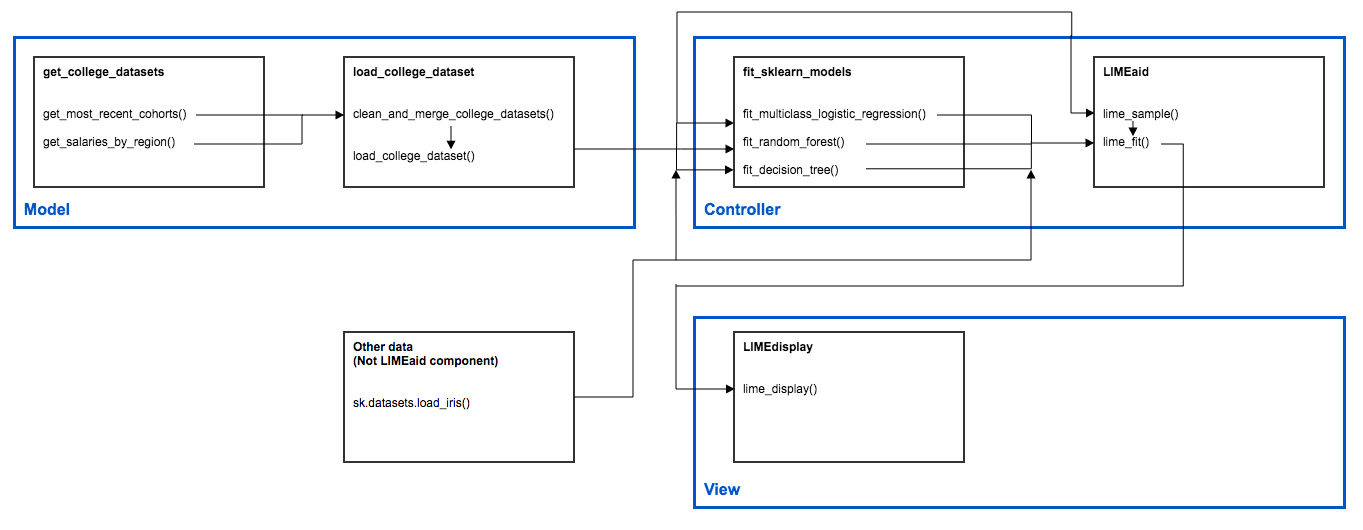 get_college_datasets
get_most_recent_cohorts()
get_salaries_by_region()
load_college_dataset
clean_and_merge_college_datasets()
load_college_dataset()
Model
fit_sklearn_models
fit_multiclass_logistic_regression()
fit_random_forest()
fit_decision_tree()
LIMEaid
lime_sample()
lime_fit()
Controller
Other data
(Not LIMEaid component)
sk.datasets.load_iris()
LIMEdisplay
lime_display()
View